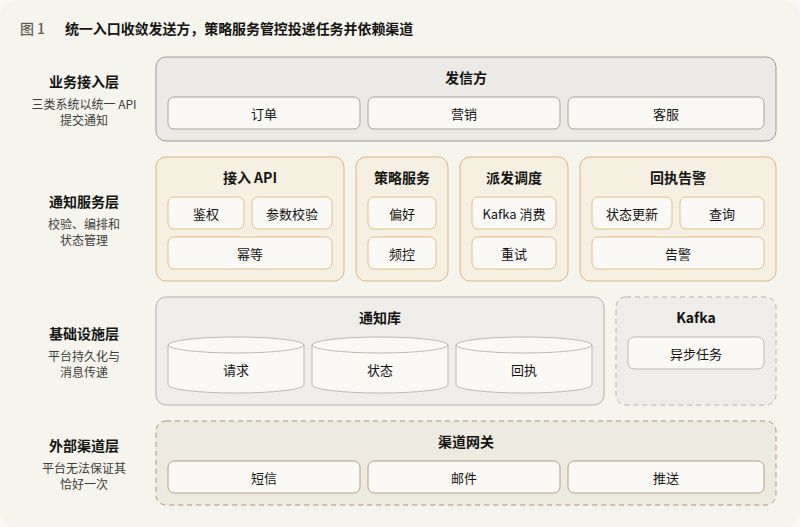 图 1 统一入口收敛发送方，策略服务管控投递任务并依赖渠道
业务接入层
三类系统以统一 API
提交通知
发信方
订单
营销
客服
通知服务层
校验、编排和
状态管理
接入 API
鉴权
参数校验
幂等
策略服务
偏好
频控
派发调度
Kafka 消费
重试
回执告警
状态更新
查询
告警
基础设施层
平台持久化与
消息传递
通知库
请求
状态
回执
Kafka
异步任务
外部渠道层
平台无法保证其
恰好一次
渠道网关
短信
邮件
推送